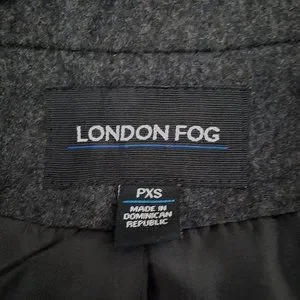 LONDON FOG
PXS
MADE IN
DOMINICAN
REPUBLIC